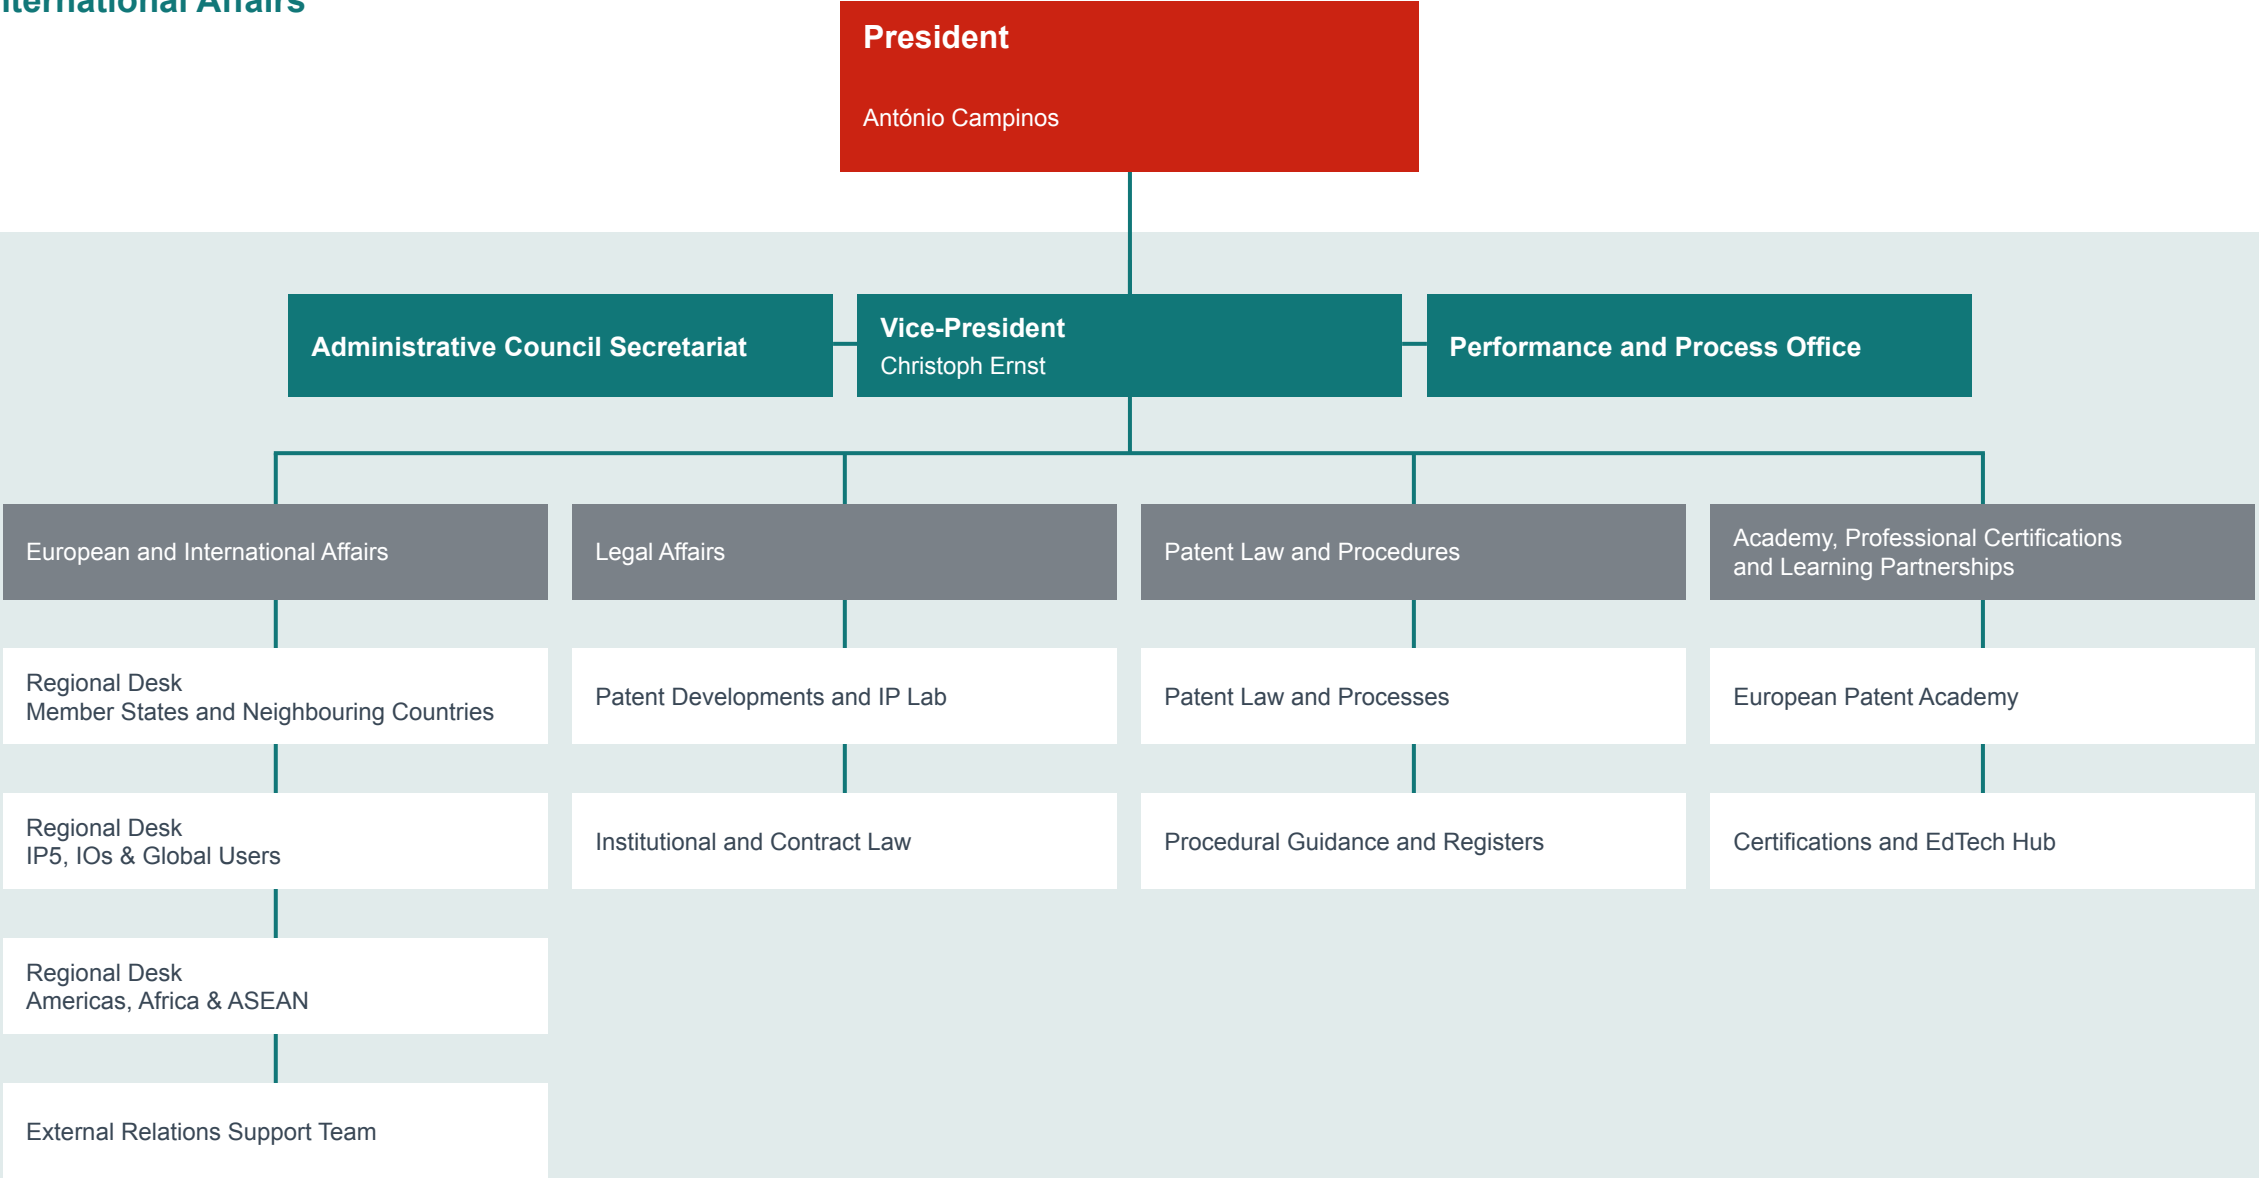 International Affairs
President
António Campinos
Administrative Council Secretariat
Vice-President
Christoph Ernst
Performance and Process Office
European and International Affairs
Legal Affairs
Patent Law and Procedures
Academy, Professional Certifications
and Learning Partnerships
Regional Desk
Member States and Neighbouring Countries
Patent Developments and IP Lab
Patent Law and Processes
European Patent Academy
Regional Desk
IP5, IOs & Global Users
Institutional and Contract Law
Procedural Guidance and Registers
Certifications and EdTech Hub
Regional Desk
Americas, Africa & ASEAN
External Relations Support Team